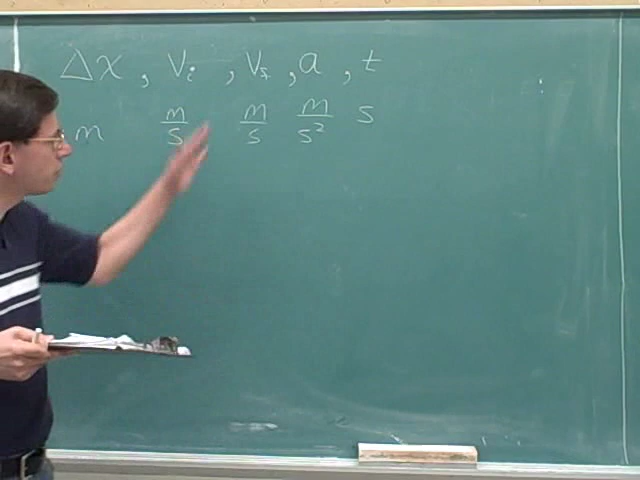 Δx, Vi, Vf, a, t
m m/s m/s m/s² s